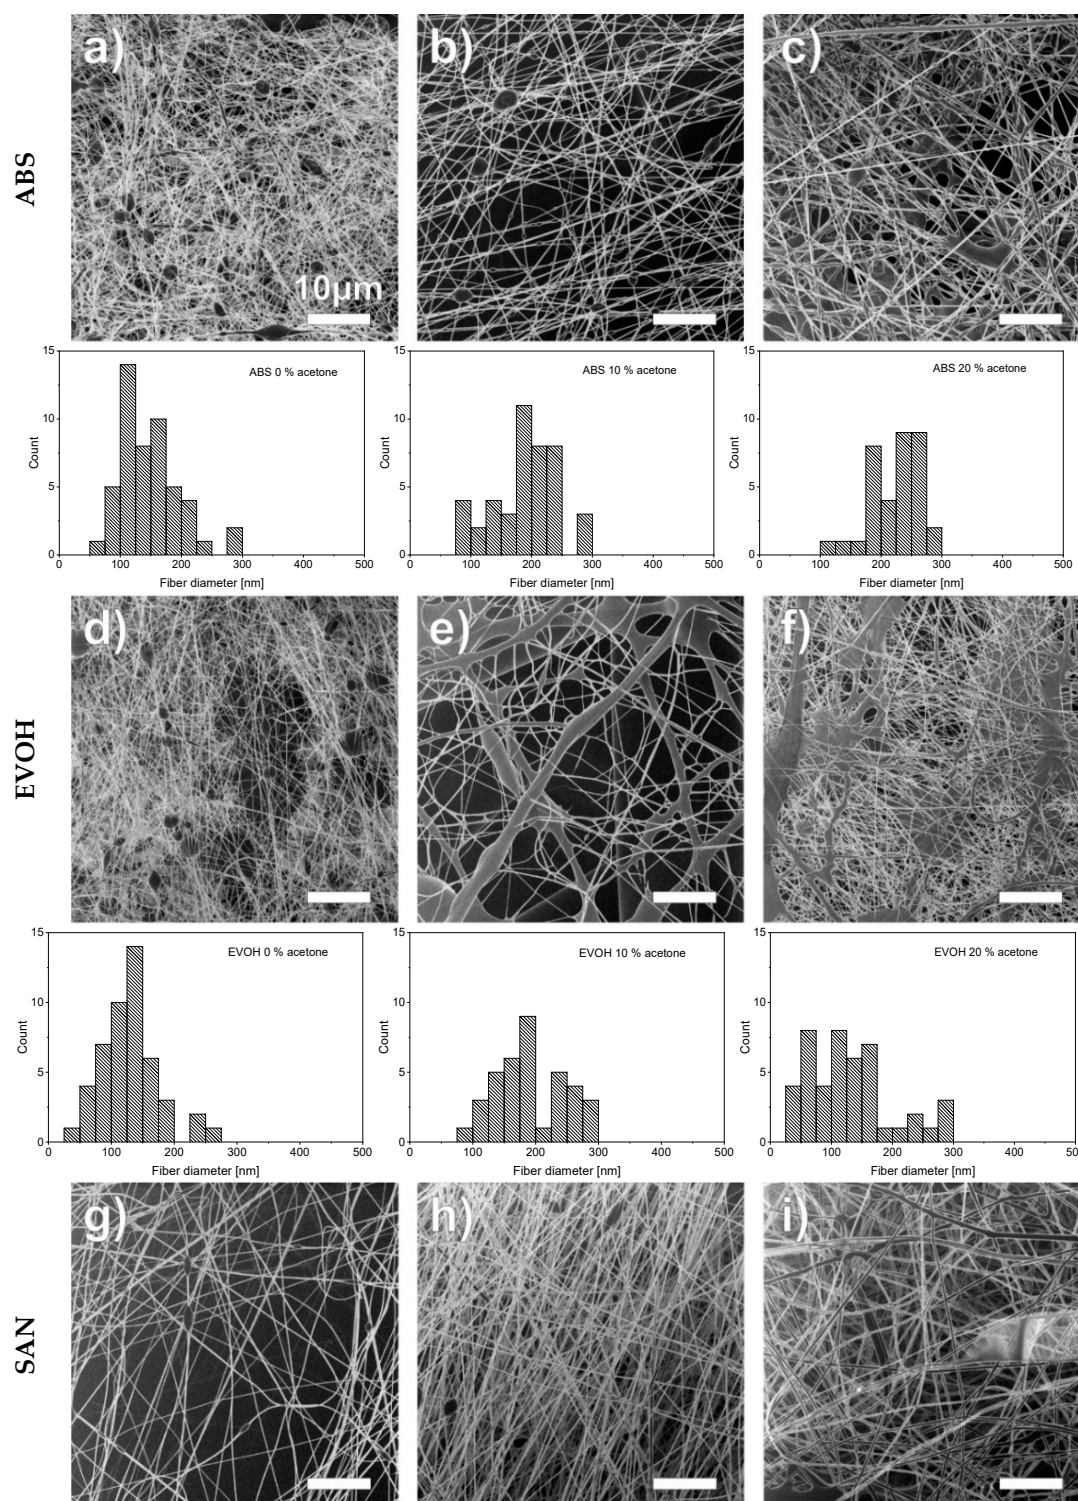 ABS
a)
b)
c)
10μm
15
10
5
0
Count
ABS 0 % acetone
0 100 200 300 400 500
Fiber diameter [nm]
15
10
5
0
Count
ABS 10 % acetone
0 100 200 300 400 500
Fiber diameter [nm]
15
10
5
0
Count
ABS 20 % acetone
0 100 200 300 400 500
Fiber diameter [nm]
EVOH
d)
e)
f)
15
10
5
0
Count
EVOH 0 % acetone
0 100 200 300 400 500
Fiber diameter [nm]
15
10
5
0
Count
EVOH 10 % acetone
0 100 200 300 400 500
Fiber diameter [nm]
15
10
5
0
Count
EVOH 20 % acetone
0 100 200 300 400 500
Fiber diameter [nm]
SAN
g)
h)
i)